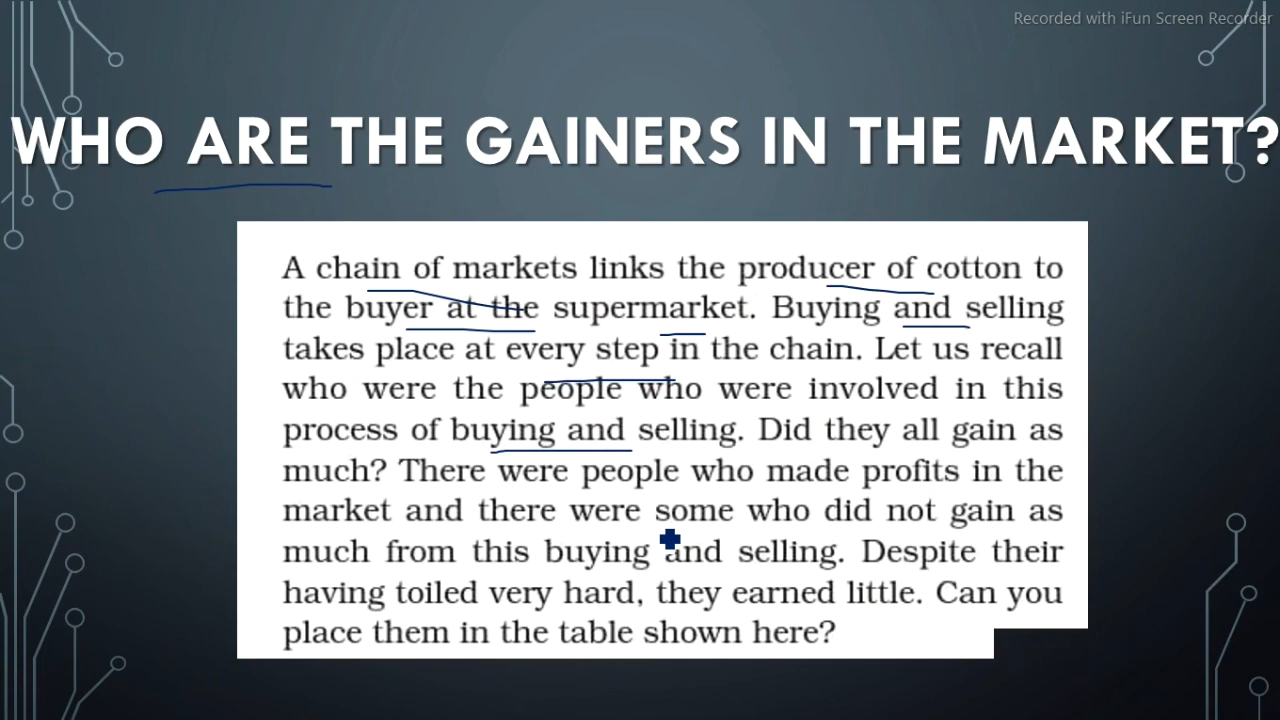 Recorded with iFun Screen Recorder
WHO ARE THE GAINERS IN THE MARKET?
A chain of markets links the producer of cotton to
the buyer at the supermarket. Buying and selling
takes place at every step in the chain. Let us recall
who were the people who were involved in this
process of buying and selling. Did they all gain as
much? There were people who made profits in the
market and there were some who did not gain as
much from this buying and selling. Despite their
having toiled very hard, they earned little. Can you
place them in the table shown here?